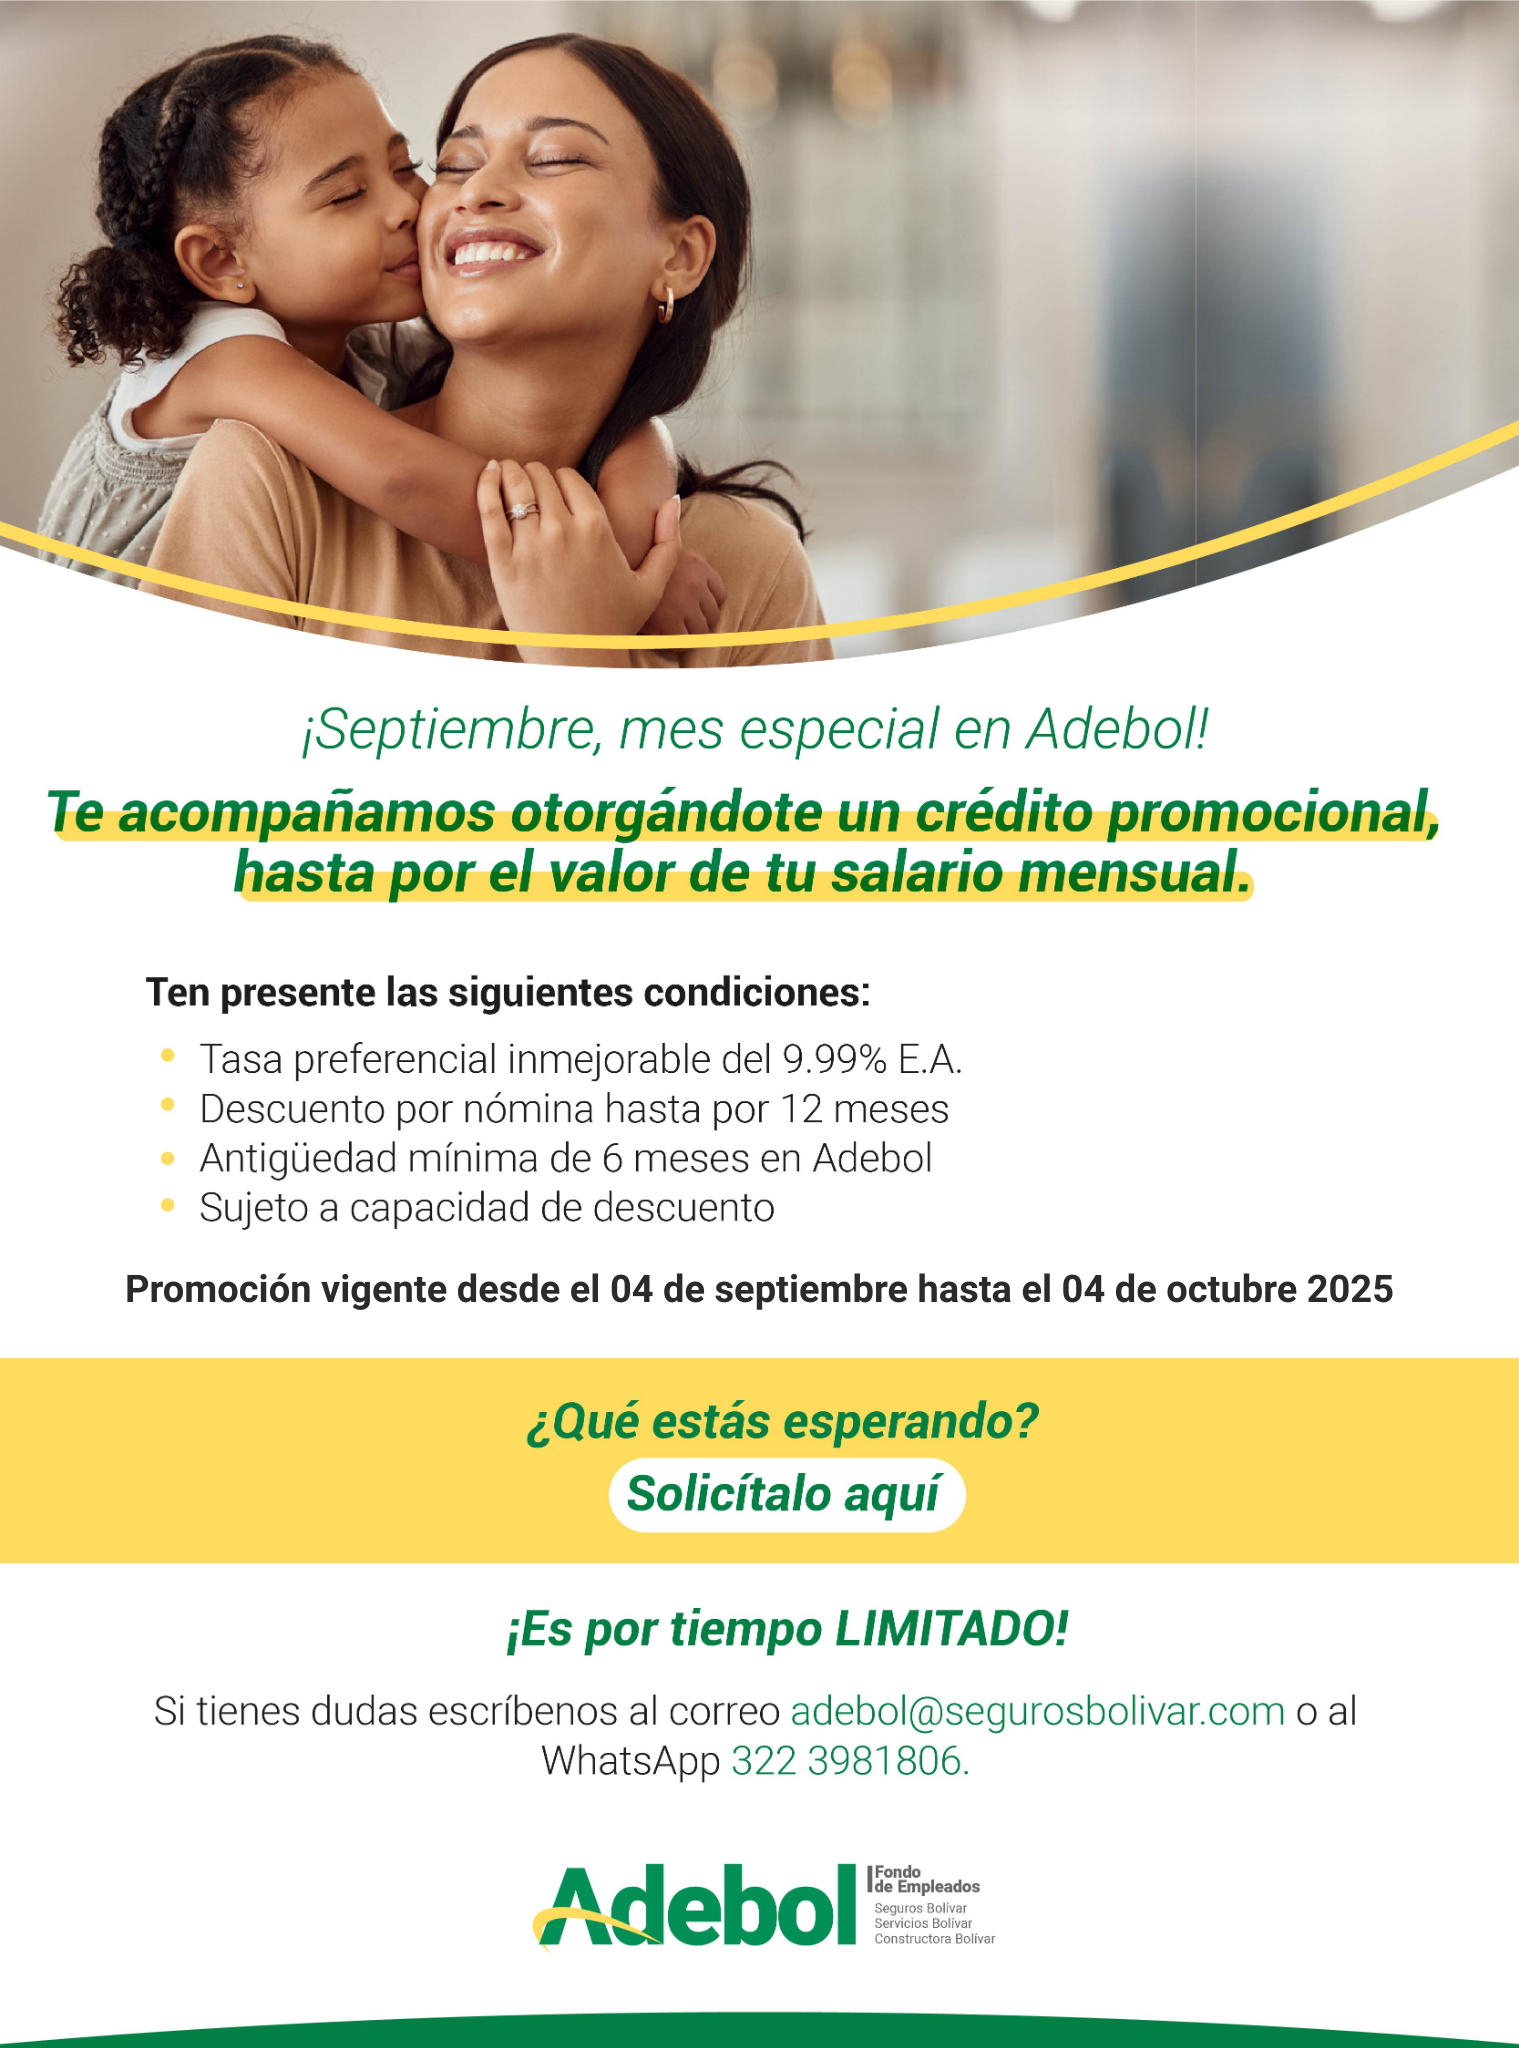 ¡Septiembre, mes especial en Adebol!
Te acompañamos otorgándote un crédito promocional,
hasta por el valor de tu salario mensual.
Ten presente las siguientes condiciones:
• Tasa preferencial inmejorable del 9.99% E.A.
• Descuento por nómina hasta por 12 meses
• Antigüedad mínima de 6 meses en Adebol
• Sujeto a capacidad de descuento
Promoción vigente desde el 04 de septiembre hasta el 04 de octubre 2025
¿Qué estás esperando?
Solicítalo aquí
¡Es por tiempo LIMITADO!
Si tienes dudas escríbenos al correo adebol@segurosbolivar.com o al
WhatsApp 322 3981806.
Adebol
Fondo
de Empleados
Seguros Bolívar
Servicios Bolívar
Constructora Bolívar